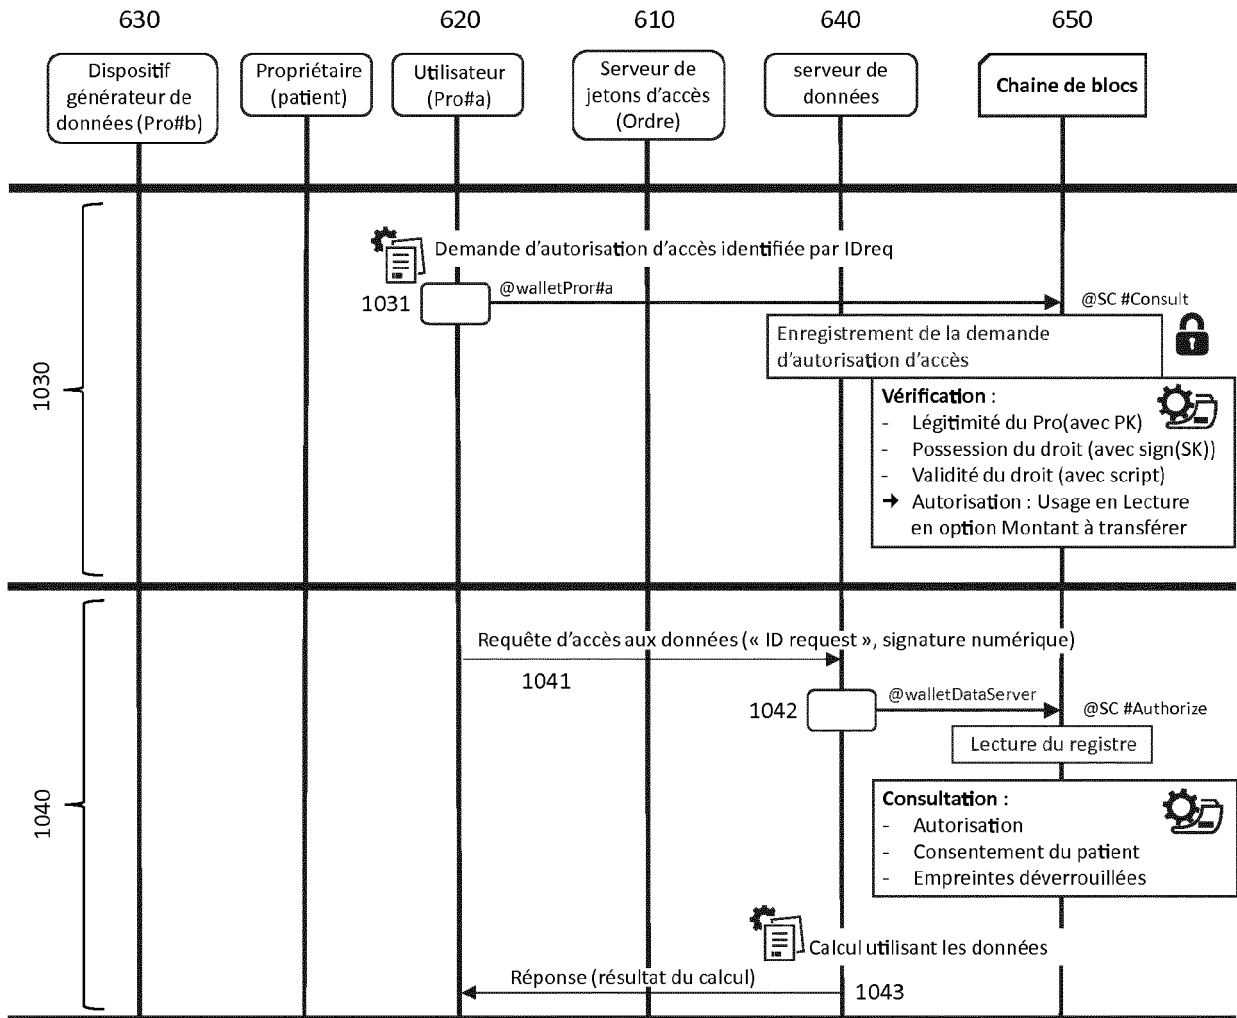 630
620
610
640
650
Dispositif
générateur de
données (Pro#b)
Propriétaire
(patient)
Utilisateur
(Pro#a)
Serveur de
jetons d'accès
(Ordre)
serveur de
données
Chaine de blocs
1030
Demande d'autorisation d'accès identifiée par IDreq
1031
@walletPror#a
@SC #Consult
Enregistrement de la demande
d'autorisation d'accès
Vérification :
- Légitimité du Pro(avec PK)
- Possession du droit (avec sign(SK))
- Validité du droit (avec script)
➔ Autorisation : Usage en Lecture
en option Montant à transférer
1040
Requête d'accès aux données (« ID request », signature numérique)
1041
1042
@walletDataServer
@SC #Authorize
Lecture du registre
Consultation :
- Autorisation
- Consentement du patient
- Empreintes déverrouillées
Calcul utilisant les données
Réponse (résultat du calcul)
1043